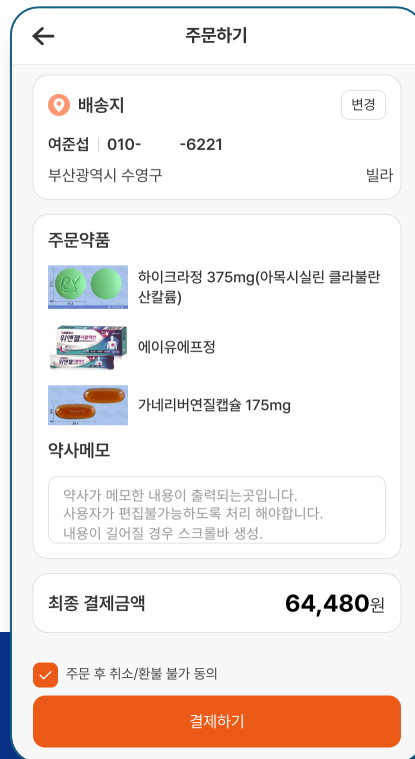 주문하기
배송지
변경
여준섭 010- -6221
부산광역시 수영구 빌라
주문약품
하이크라정 375mg(아목시실린 클라불란
산칼륨)
위엔젤
에이유에프정
가네리버연질캡슐 175mg
약사메모
약사가 메모한 내용이 출력되는곳입니다.
사용자가 편집불가능하도록 처리 해야합니다.
내용이 길어질 경우 스크롤바 생성.
최종 결제금액 64,480원
주문 후 취소/환불 불가 동의
결제하기